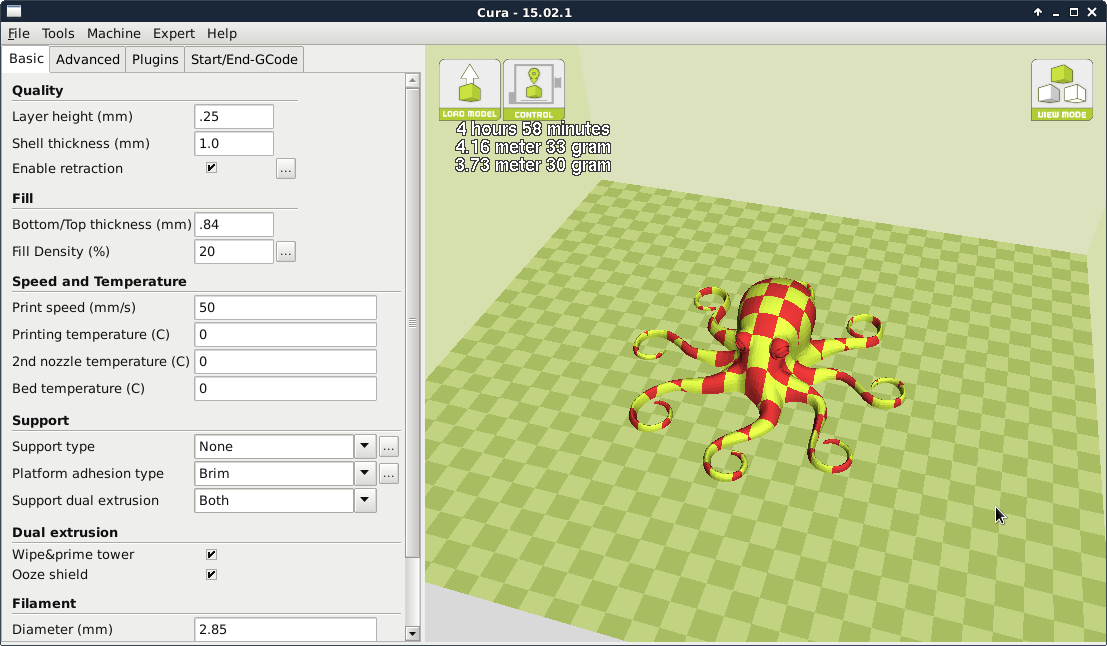 Cura - 15.02.1
File Tools Machine Expert Help
Basic Advanced Plugins Start/End-GCode
Quality
Layer height (mm) .25
Shell thickness (mm) 1.0
Enable retraction ...
Fill
Bottom/Top thickness (mm) .84
Fill Density (%) 20 ...
Speed and Temperature
Print speed (mm/s) 50
Printing temperature (C) 0
2nd nozzle temperature (C) 0
Bed temperature (C) 0
Support
Support type None ...
Platform adhesion type Brim ...
Support dual extrusion Both
Dual extrusion
Wipe&prime tower
Ooze shield
Filament
Diameter (mm) 2.85
LOAD MODEL CONTROL
4 hours 58 minutes
4.16 meter 33 gram
3.73 meter 30 gram
VIEW MODE